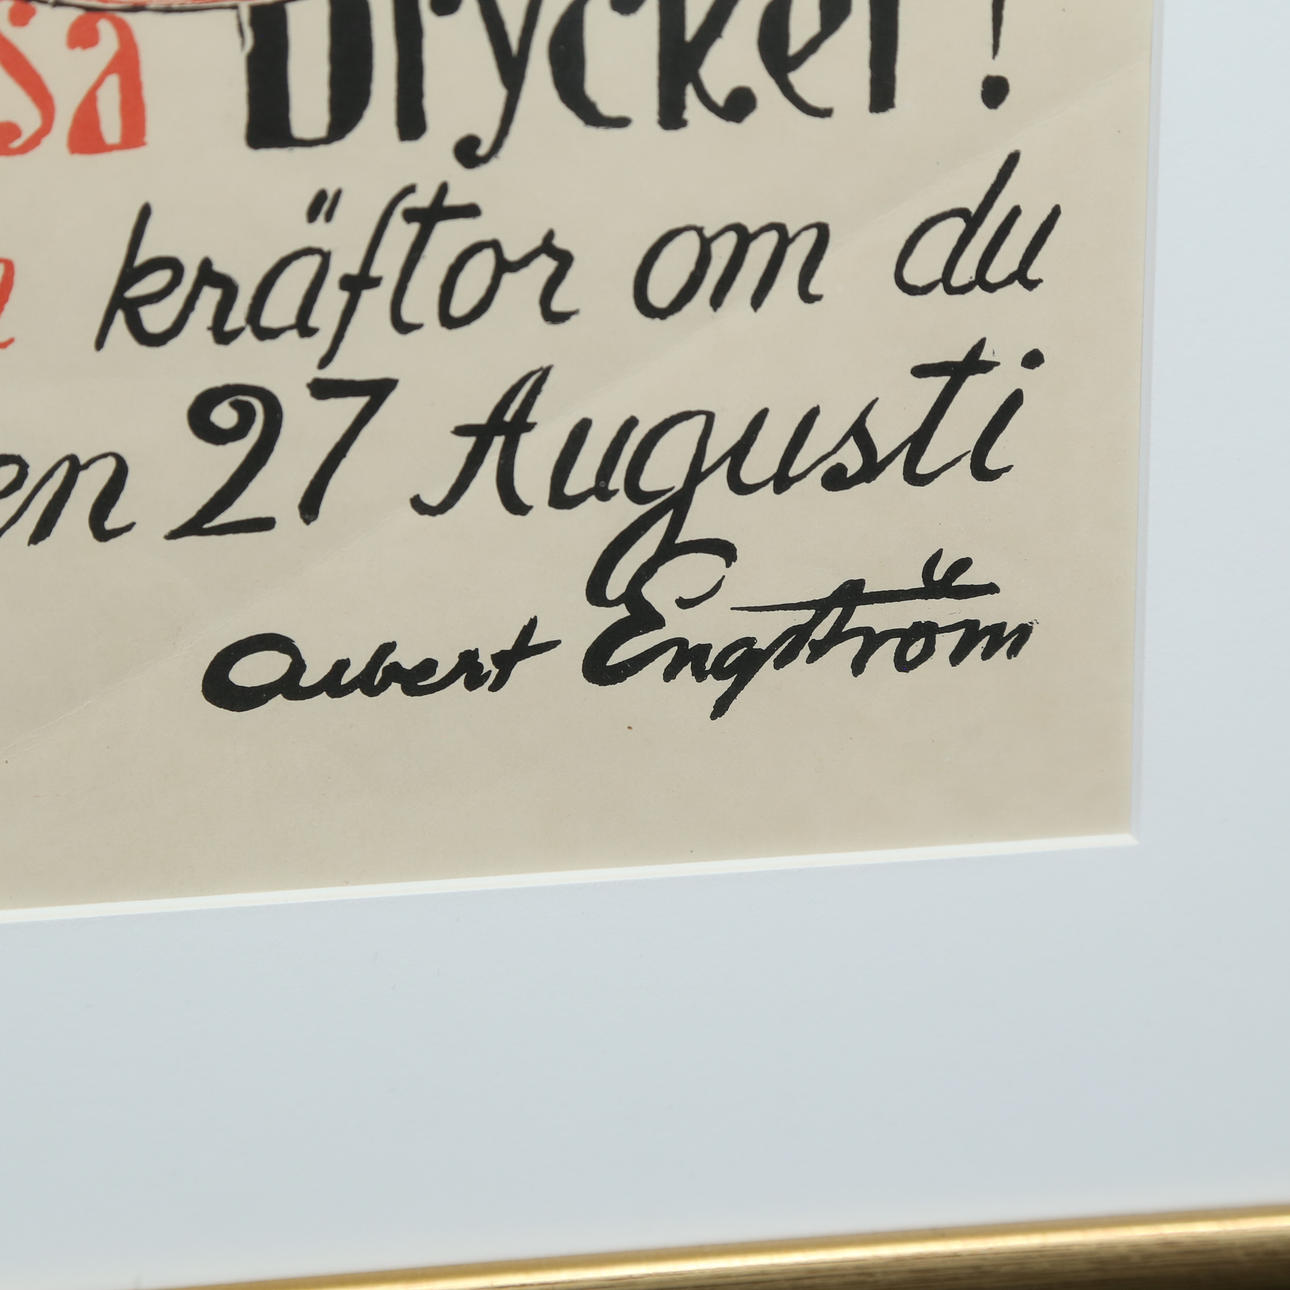 sa drycker!
kräftor om du
en 27 Augusti
Albert Engström